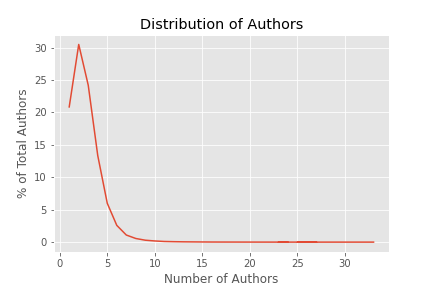 Distribution of Authors
% of Total Authors
30
25
20
15
10
5
0
0 5 10 15 20 25 30
Number of Authors